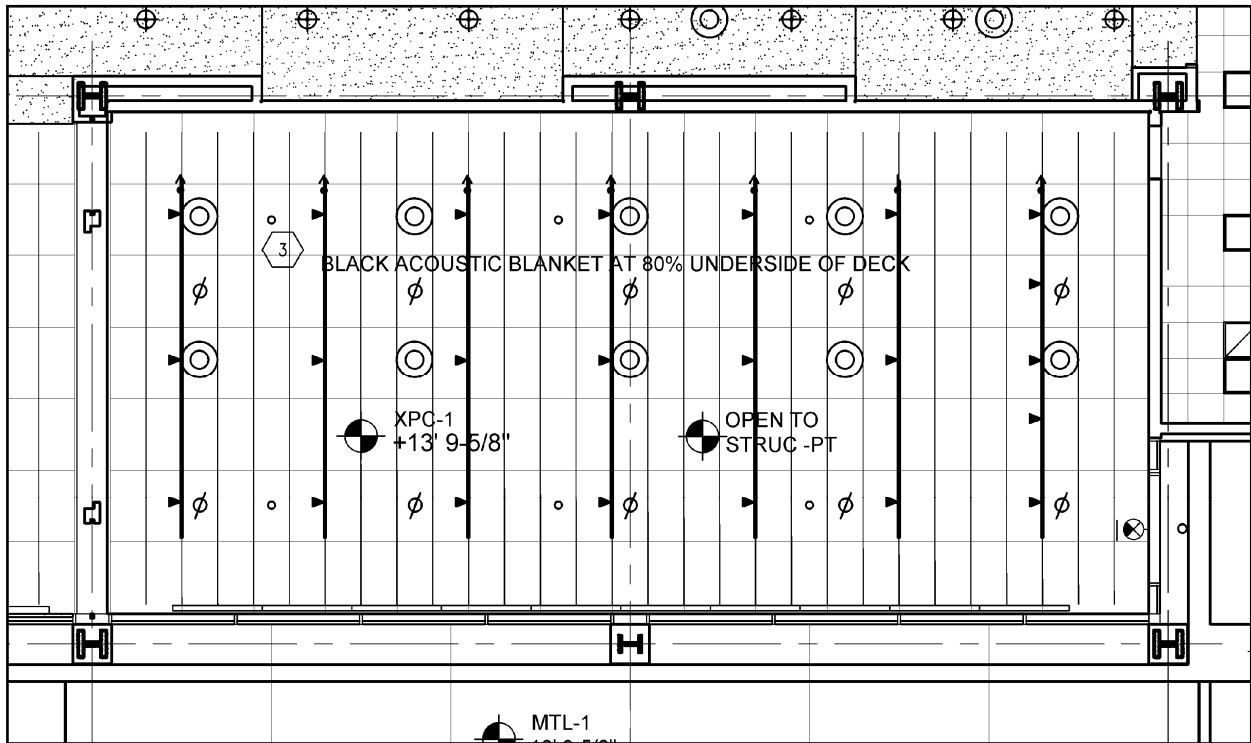 3
BLACK ACOUSTIC BLANKET AT 80% UNDERSIDE OF DECK
XPC-1
+13' 9-5/8"
OPEN TO
STRUC -PT
MTL-1